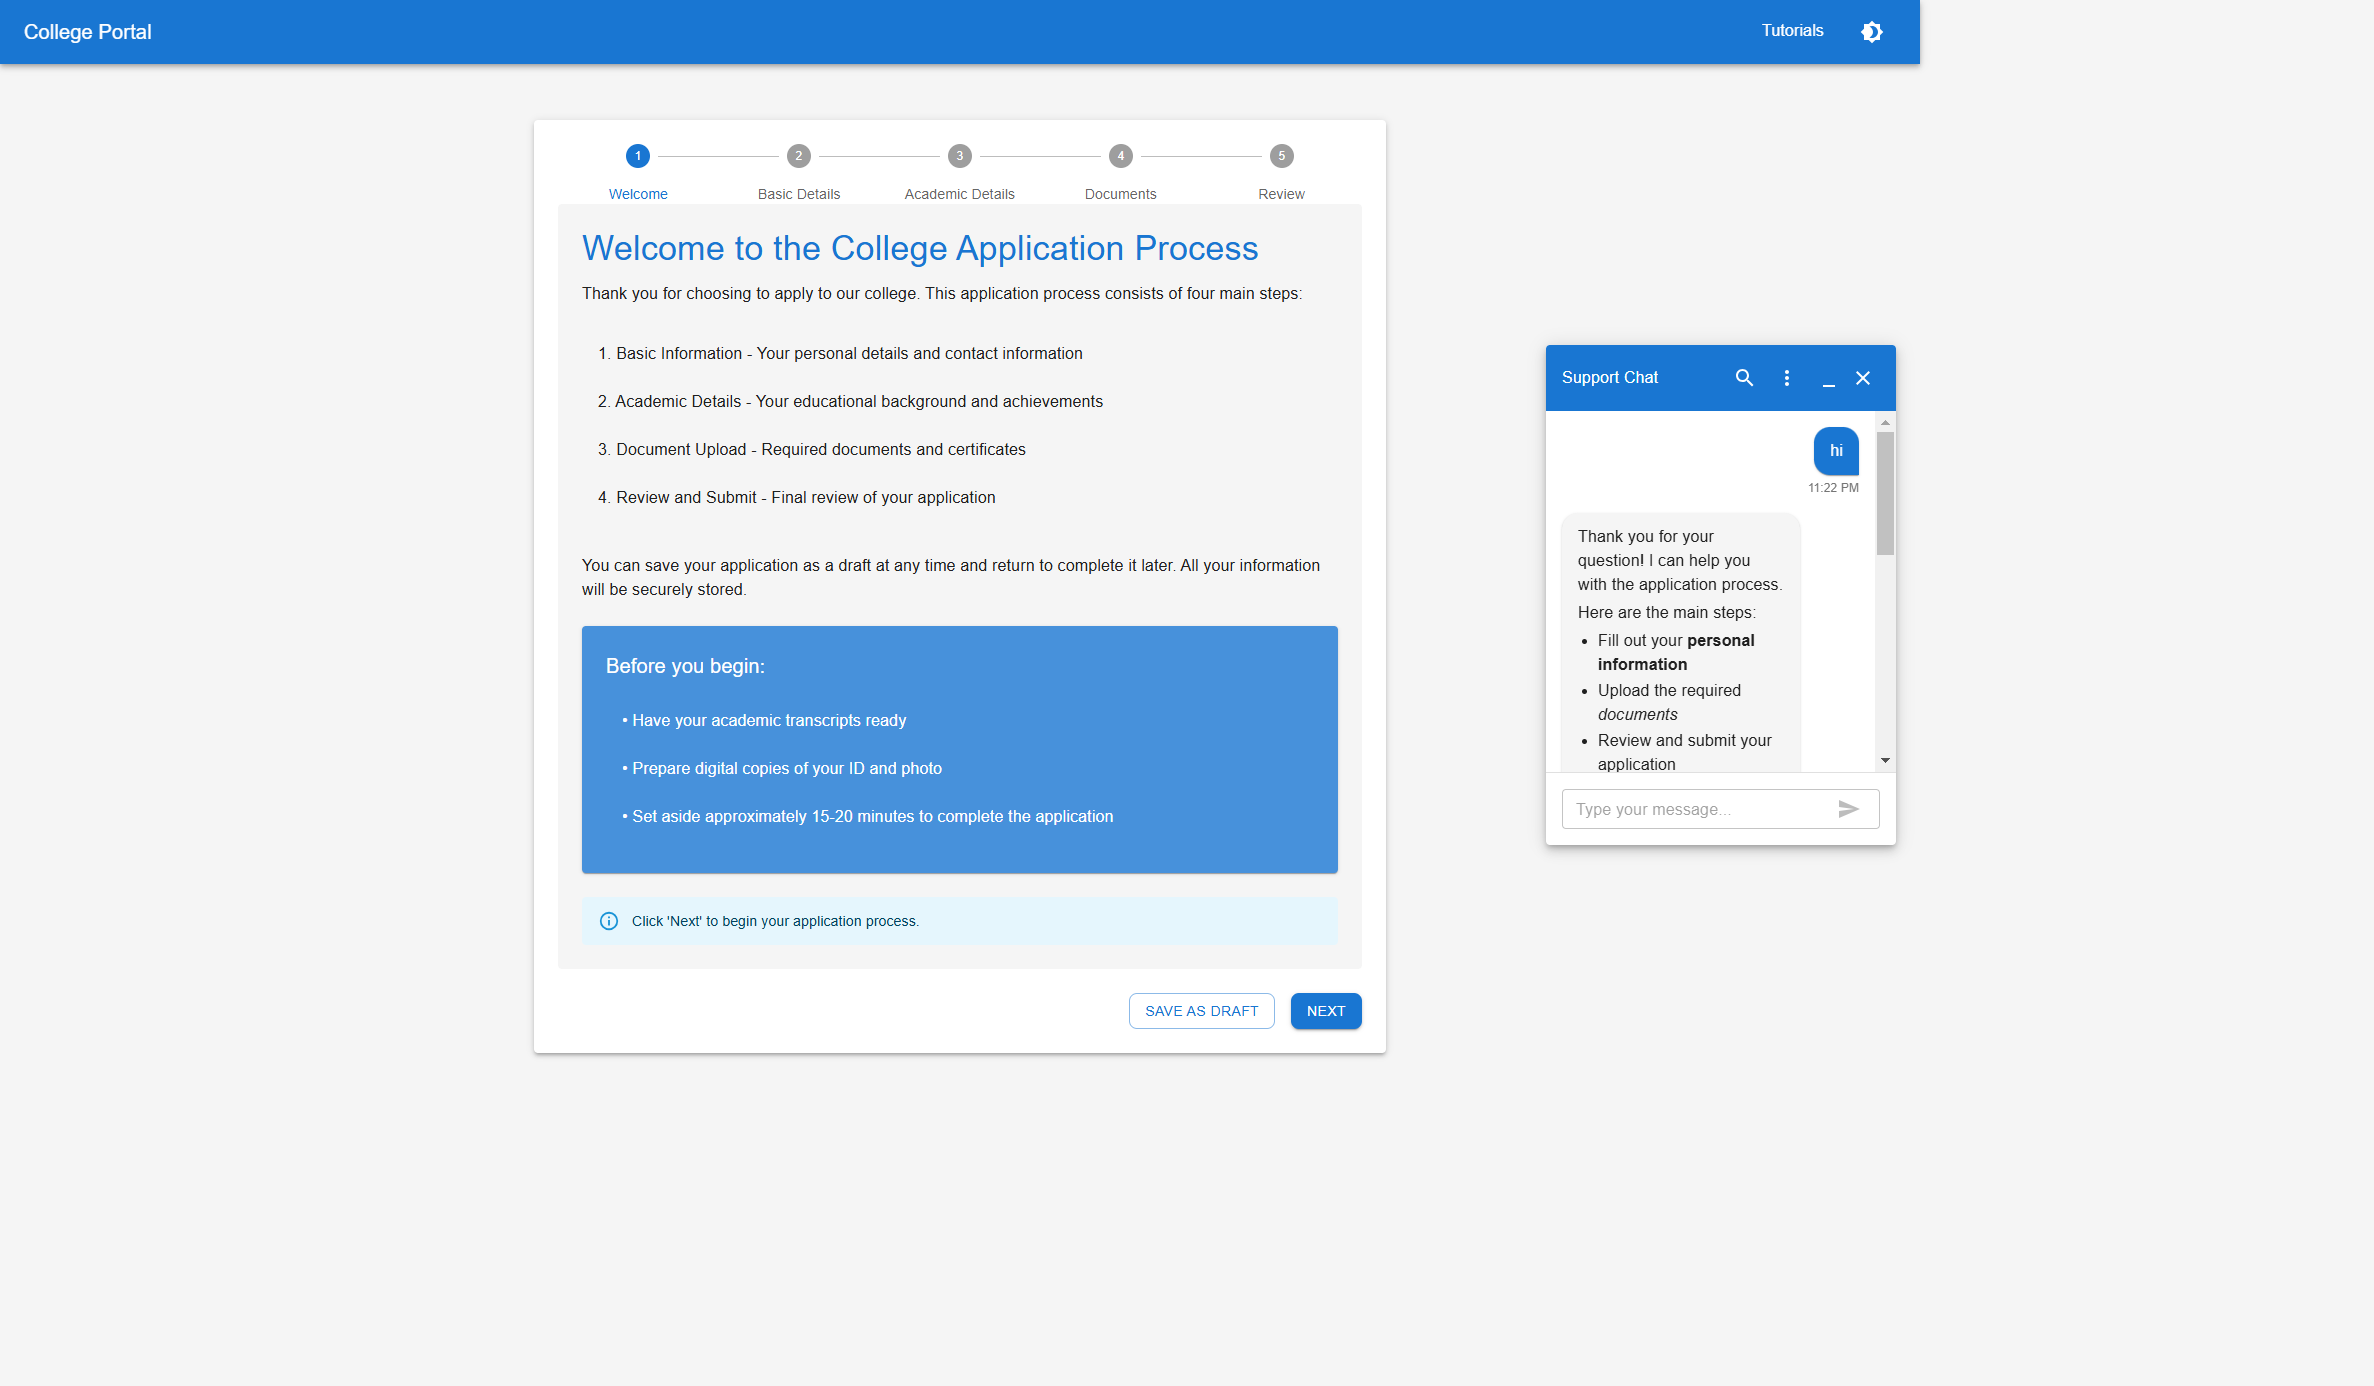 College Portal
Tutorials
1
2
3
4
5
Welcome
Basic Details
Academic Details
Documents
Review
Welcome to the College Application Process
Thank you for choosing to apply to our college. This application process consists of four main steps:
1. Basic Information - Your personal details and contact information
2. Academic Details - Your educational background and achievements
3. Document Upload - Required documents and certificates
4. Review and Submit - Final review of your application
You can save your application as a draft at any time and return to complete it later. All your information
will be securely stored.
Before you begin:
• Have your academic transcripts ready
• Prepare digital copies of your ID and photo
• Set aside approximately 15-20 minutes to complete the application
Click 'Next' to begin your application process.
SAVE AS DRAFT
NEXT
Support Chat
hi
11:22 PM
Thank you for your
question! I can help you
with the application process.
Here are the main steps:
• Fill out your personal
information
• Upload the required
documents
• Review and submit your
application
Type your message...